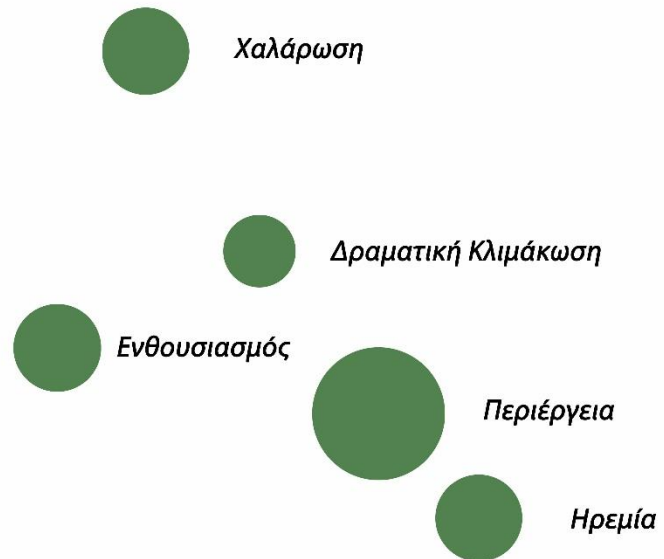 Χαλάρωση
Δραματική Κλιμάκωση
Ενθουσιασμός
Περιέργεια
Ηρεμία